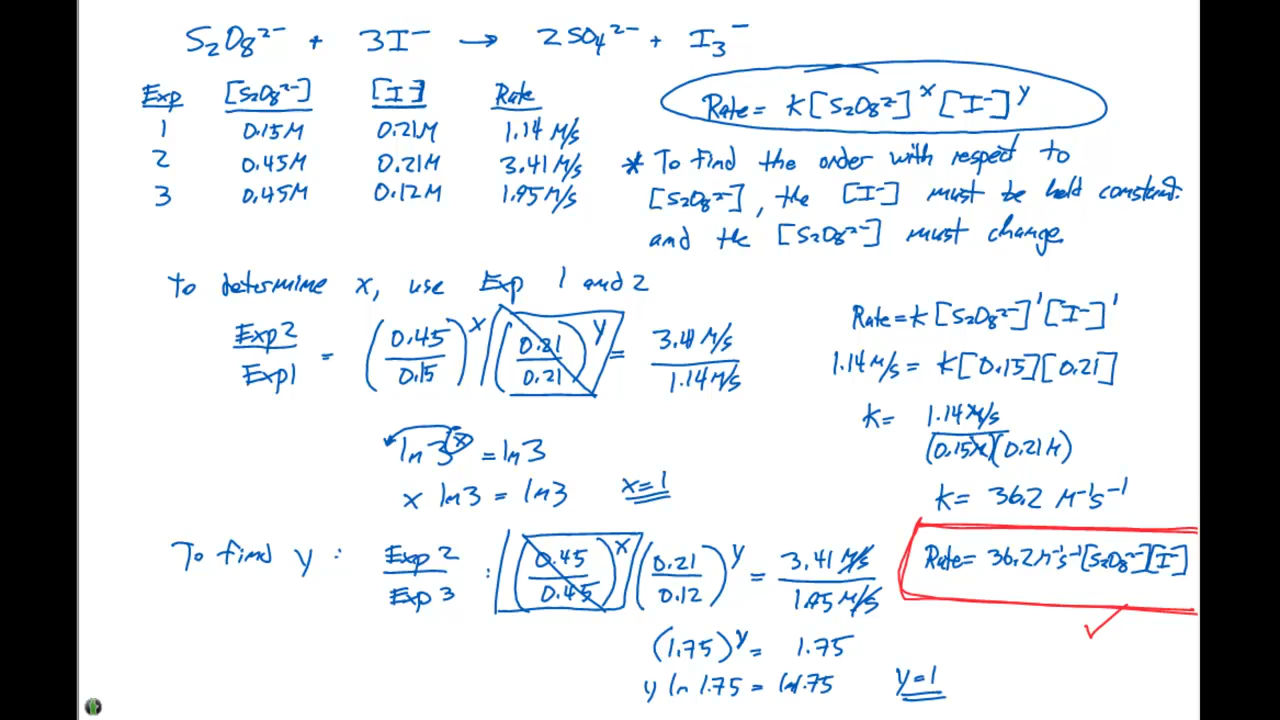 S₂O₈²⁻ + 3I⁻ → 2SO₄²⁻ + I₃⁻
Exp [S₂O₈²⁻] [I⁻] Rate
1 0.15M 0.21M 1.14 M/s
2 0.45M 0.21M 3.41 M/s
3 0.45M 0.12M 1.95 M/s
Rate = k[S₂O₈²⁻]ˣ[I⁻]ʸ
* To find the order with respect to
[S₂O₈²⁻], the [I⁻] must be held constant.
and the [S₂O₈²⁻] must change
To determine x, use Exp 1 and 2
Exp2/Exp1 = (0.45/0.15)ˣ (0.21/0.21)ʸ = 3.41 M/s / 1.14 M/s
ln 3ˣ = ln 3
x ln 3 = ln 3 x = 1
Rate = k[S₂O₈²⁻]¹[I⁻]¹
1.14 M/s = k[0.15][0.21]
k = 1.14 M/s / (0.15M)(0.21M)
k = 36.2 M⁻¹s⁻¹
Rate = 36.2 M⁻¹s⁻¹[S₂O₈²⁻][I⁻]
To find y : Exp 2/Exp 3 : (0.45/0.45)ˣ (0.21/0.12)ʸ = 3.41 M/s / 1.95 M/s
(1.75)ʸ = 1.75
y ln 1.75 = ln 1.75 y = 1